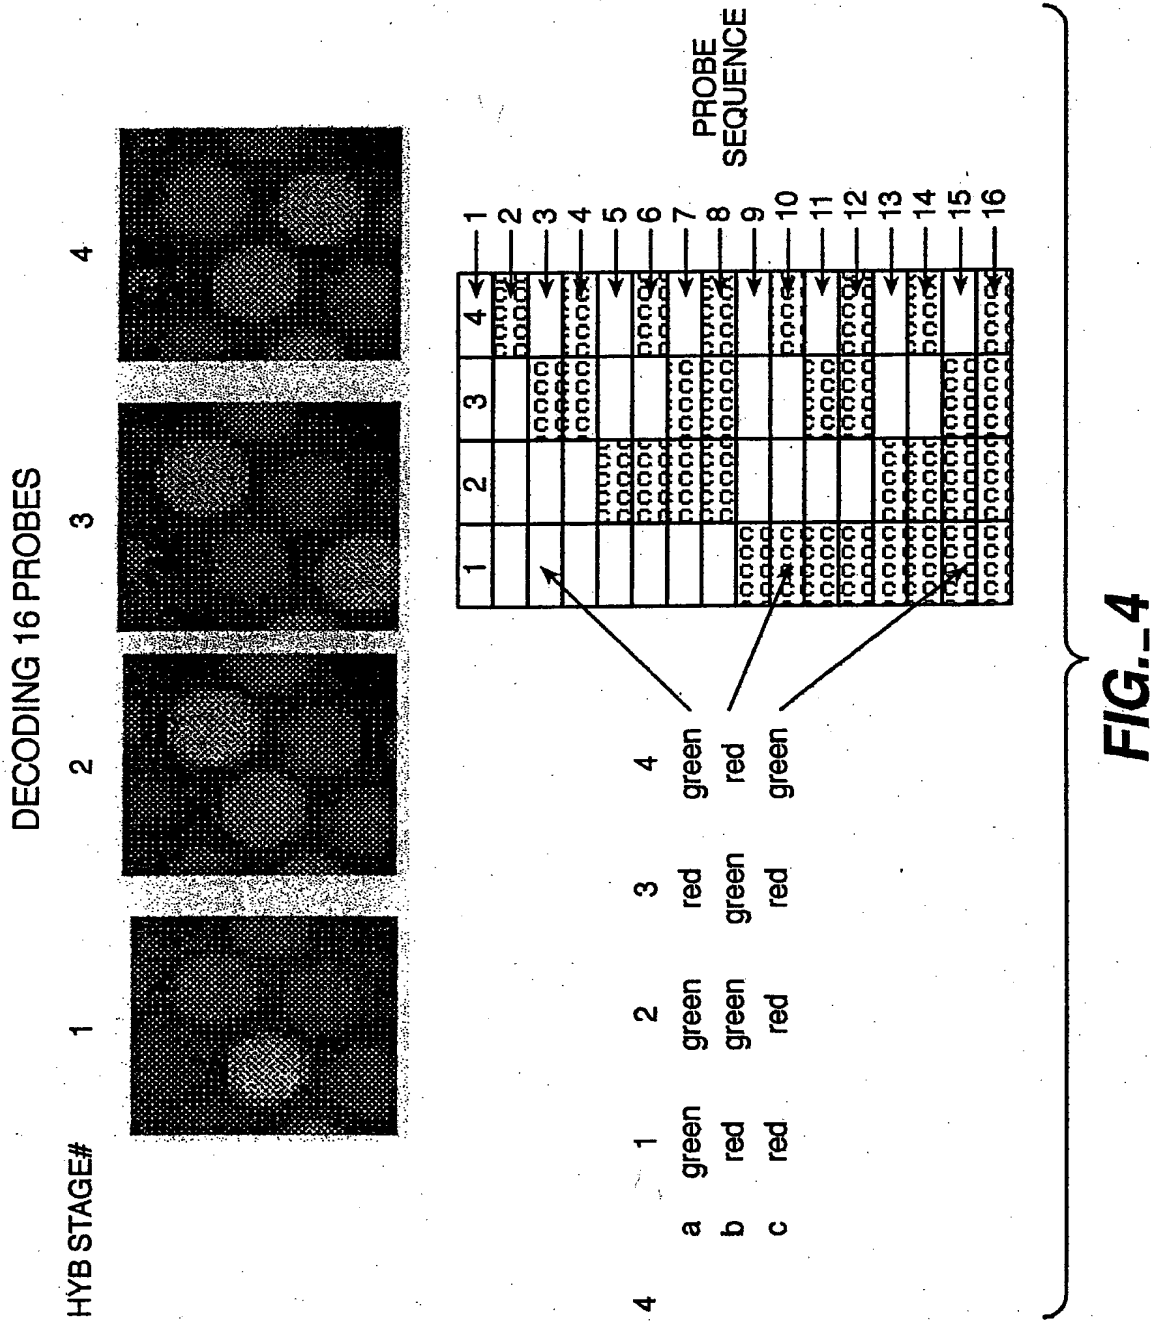 DECODING 16 PROBES
HYB STAGE# 1 2 3 4
4 1 2 3 4
a green green red green
b red green green red
c red red red green
1 2 3 4
1
2
3
4
5
6
7
8
9
10
11
12
13
14
15
16
PROBE
SEQUENCE
FIG._4